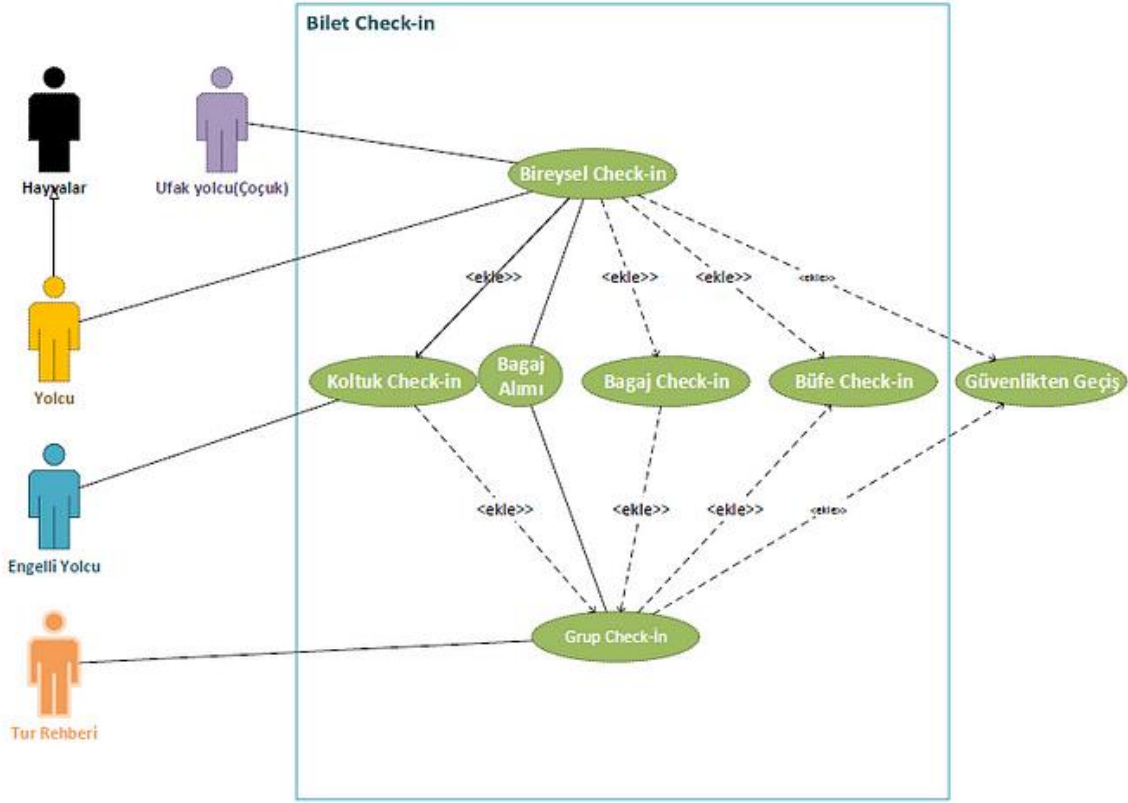 Bilet Check-in
Hayvalar
Ufak yolcu(Çoçuk)
Bireysel Check-in
<ekle>>
<ekle>>
<ekle>>
<ekle>>
Yolcu
Koltuk Check-in
Bagaj
Alımı
Bagaj Check-in
Büfe Check-in
Güvenlikten Geçiş
<ekle>>
<ekle>>
<ekle>>
<ekle>>
Engelli Yolcu
Grup Check-İn
Tur Rehberi